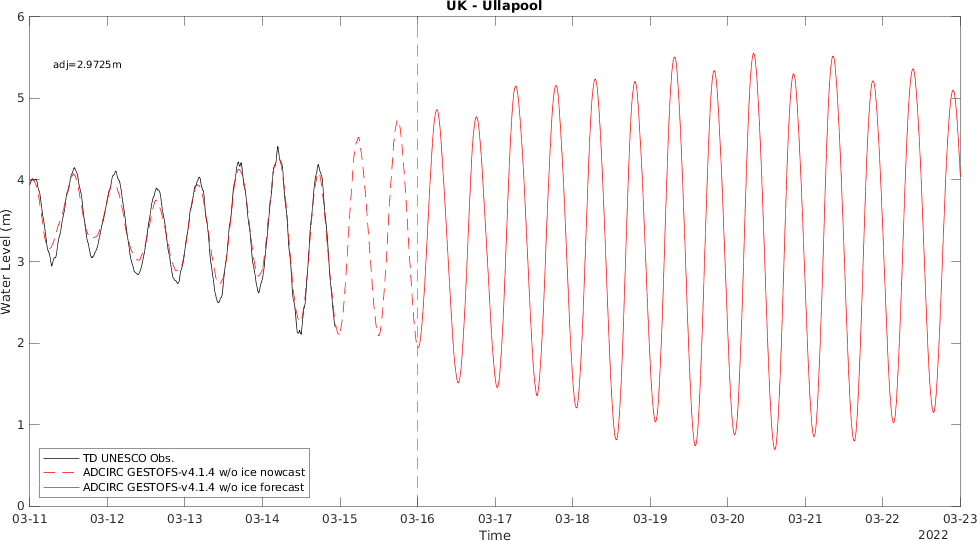 UK - Ullapool
6
adj=2.9725m
5
4
3
2
1
0
Water Level (m)
TD UNESCO Obs.
ADCIRC GESTOFS-v4.1.4 w/o ice nowcast
ADCIRC GESTOFS-v4.1.4 w/o ice forecast
03-11 03-12 03-13 03-14 03-15 03-16 03-17 03-18 03-19 03-20 03-21 03-22 03-23
Time
2022